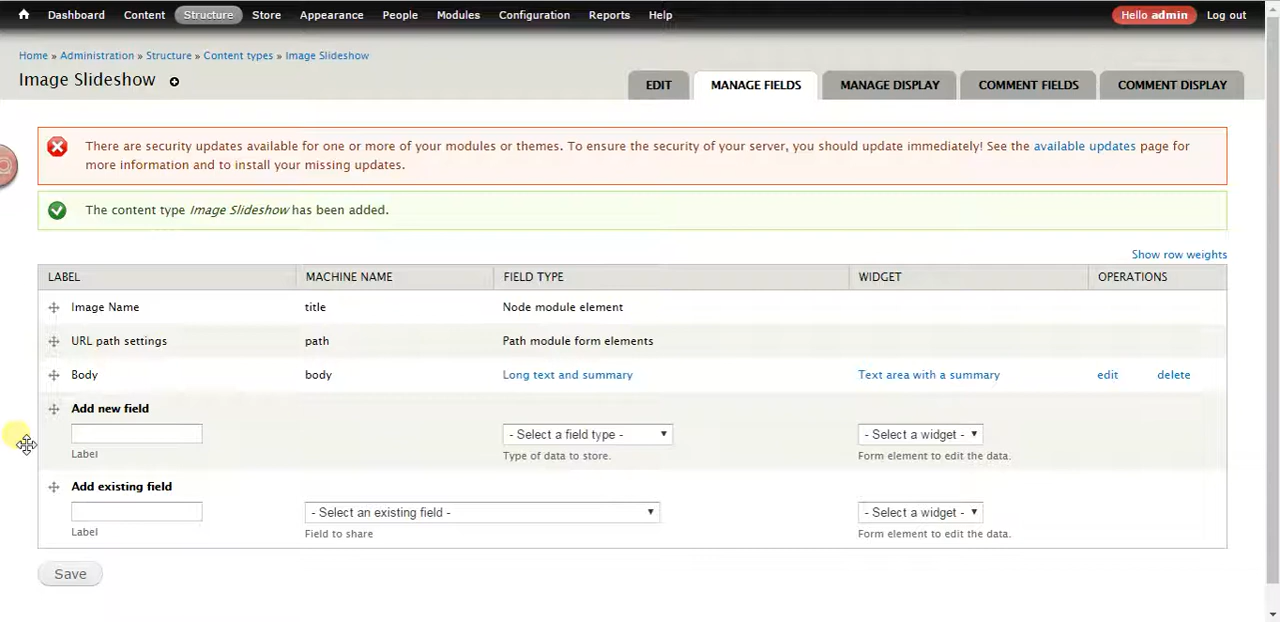 Dashboard Content Structure Store Appearance People Modules Configuration Reports Help Hello admin Log out
Home » Administration » Structure » Content types » Image Slideshow
Image Slideshow
EDIT MANAGE FIELDS MANAGE DISPLAY COMMENT FIELDS COMMENT DISPLAY
There are security updates available for one or more of your modules or themes. To ensure the security of your server, you should update immediately! See the available updates page for
more information and to install your missing updates.
The content type Image Slideshow has been added.
Show row weights
LABEL MACHINE NAME FIELD TYPE WIDGET OPERATIONS
Image Name title Node module element
URL path settings path Path module form elements
Body body Long text and summary Text area with a summary edit delete
Add new field
- Select a field type - - Select a widget -
Label Type of data to store. Form element to edit the data.
Add existing field
- Select an existing field - - Select a widget -
Label Field to share Form element to edit the data.
Save